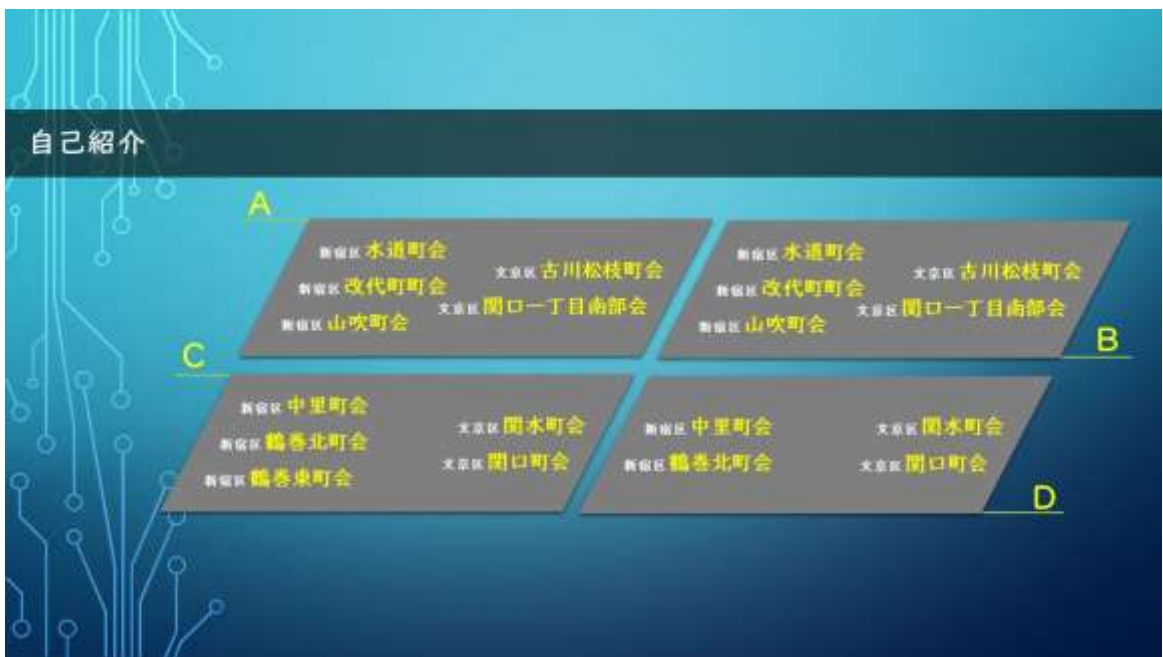 自己紹介
A
新宿区 水道町会
文京区 古川松枝町会
新宿区 改代町町会
文京区 関口一丁目南部会
新宿区 山吹町会
新宿区 水道町会
文京区 古川松枝町会
新宿区 改代町町会
文京区 関口一丁目南部会
新宿区 山吹町会
B
C
新宿区 中里町会
文京区 関水町会
新宿区 鶴巻北町会
文京区 関口町会
新宿区 鶴巻東町会
新宿区 中里町会
文京区 関水町会
新宿区 鶴巻北町会
文京区 関口町会
D